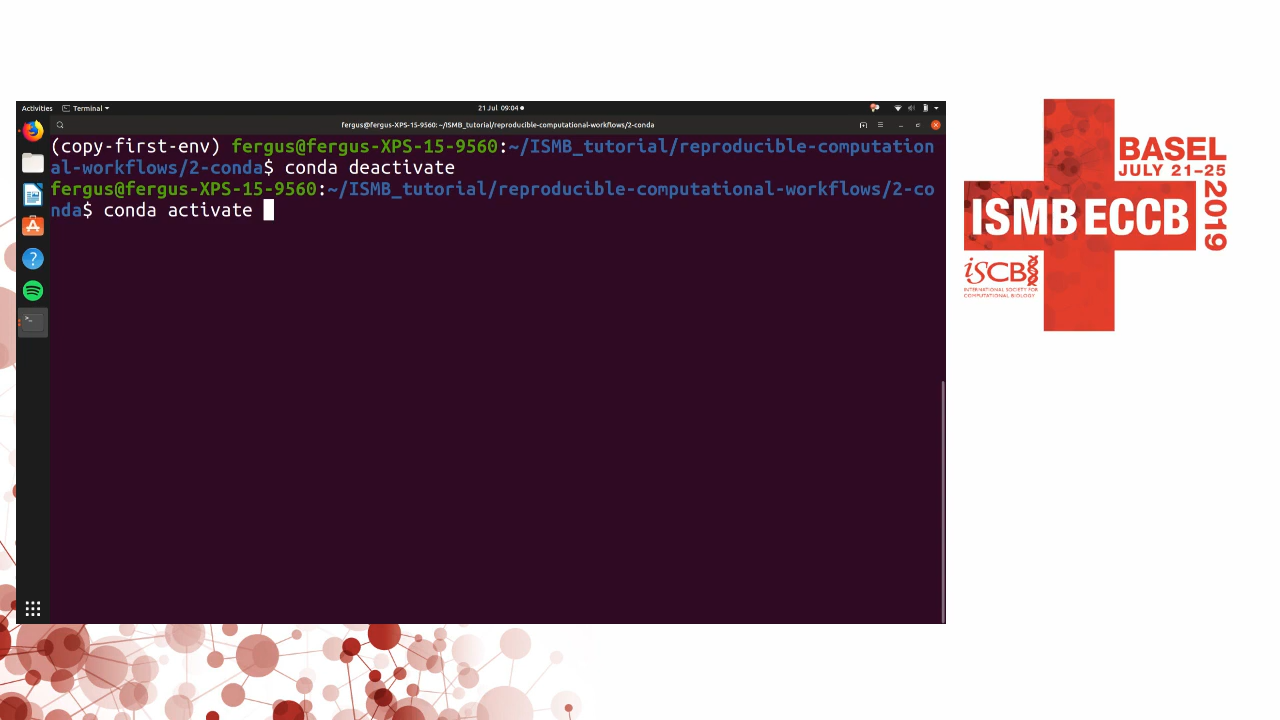 Activities
Terminal
21 Jul 09:04
fergus@fergus-XPS-15-9560: ~/ISMB_tutorial/reproducible-computational-workflows/2-conda
(copy-first-env) fergus@fergus-XPS-15-9560:~/ISMB_tutorial/reproducible-computation
al-workflows/2-conda$ conda deactivate
fergus@fergus-XPS-15-9560:~/ISMB_tutorial/reproducible-computational-workflows/2-co
nda$ conda activate
BASEL
JULY 21–25
2019
ISMB ECCB
ISCB
INTERNATIONAL SOCIETY FOR
COMPUTATIONAL BIOLOGY